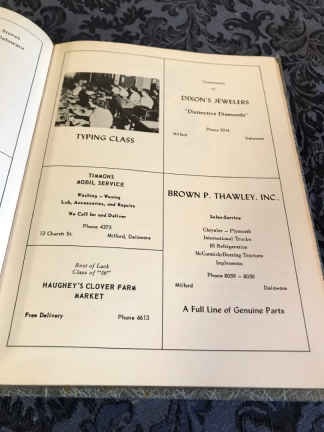 TYPING CLASS
Compliments
of
DIXON'S JEWELERS
"Distinctive Diamonds"
Milford Delaware
TIMMONS
MOBIL SERVICE
Washing — Waxing
Lub, Accessories, and Repairs
We Call for and Deliver
Phone 4373
13 Church St. Milford, Delaware
BROWN P. THAWLEY, INC.
Sales-Service
Chrysler — Plymouth
International Trucks
IH Refrigeration
McCormick/Deering Tractors
Implements
Phone 8059 — 8050
Milford Delaware
A Full Line of Genuine Parts
Best of Luck
Class of
HAUGHEY'S CLOVER FARM
MARKET
Free Delivery Phone 4613